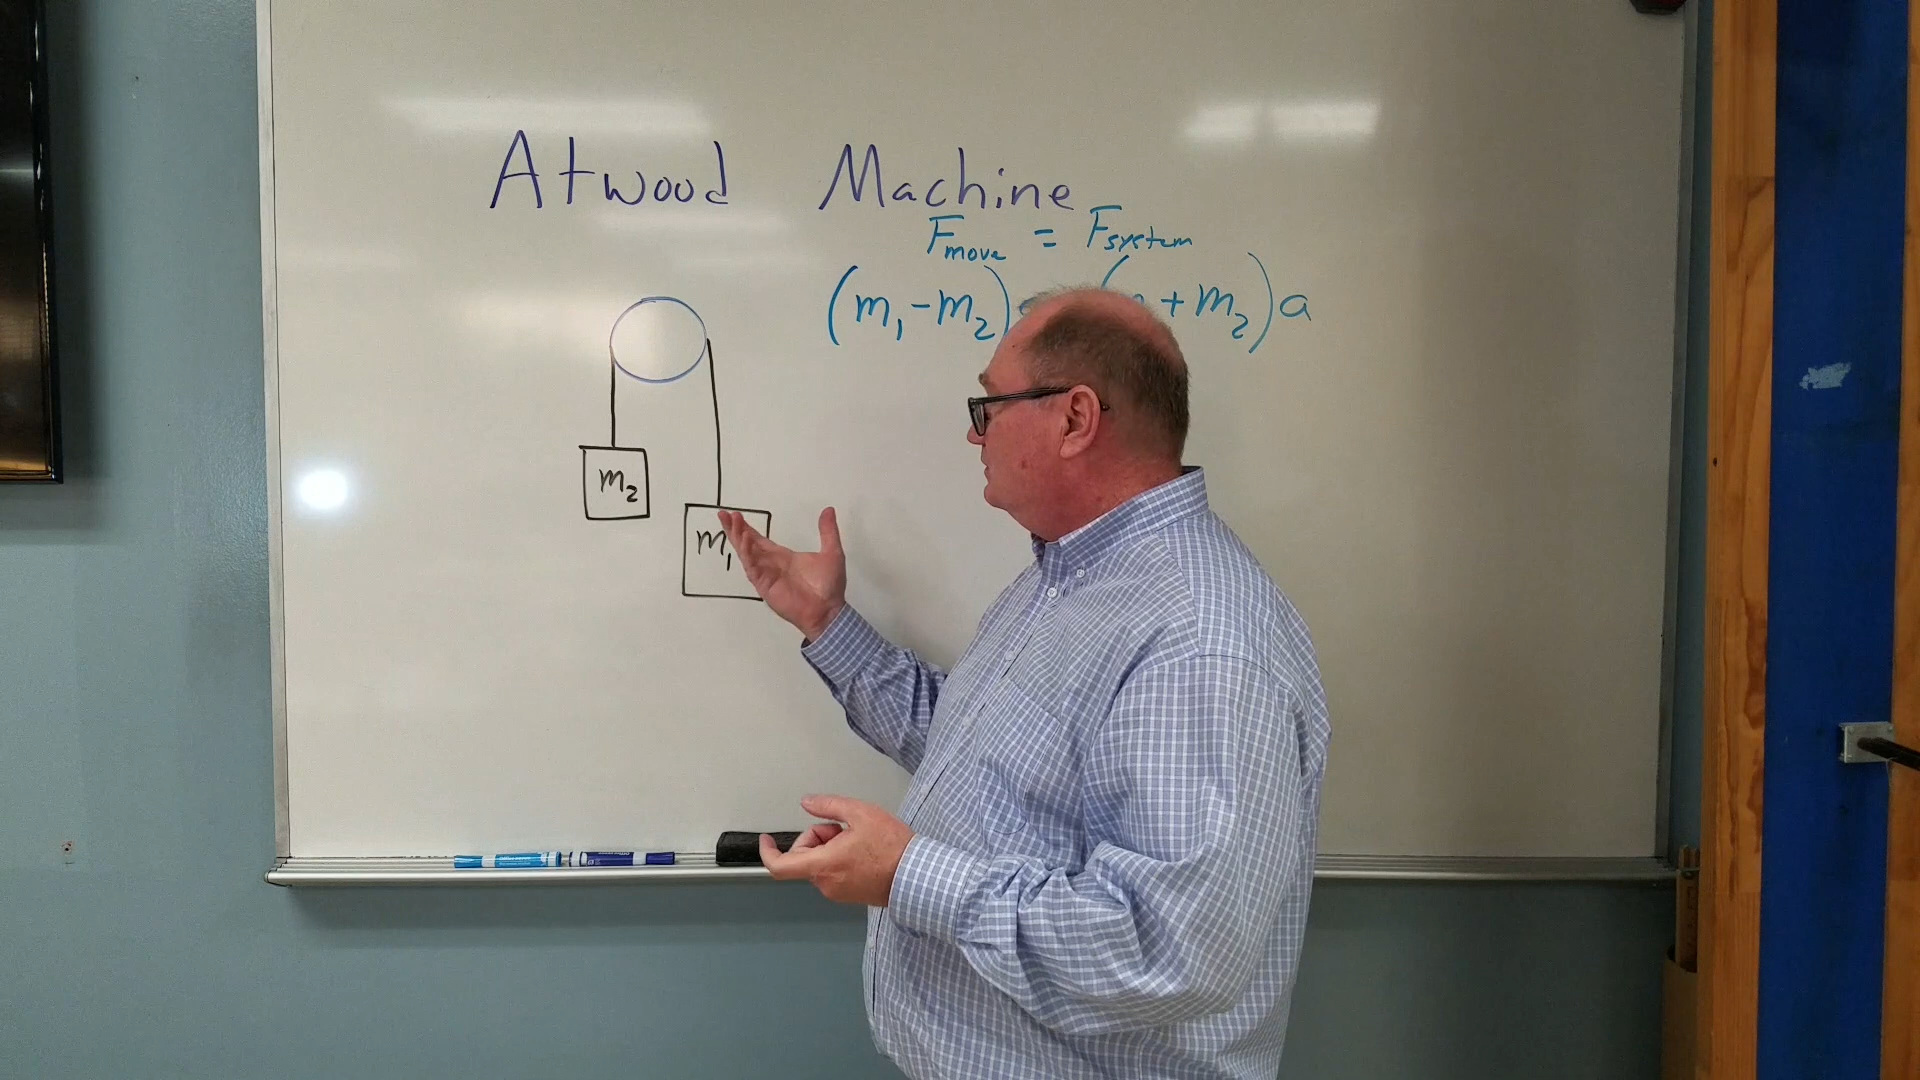 Atwood Machine
Fmove = Fsystem
(m₁-m₂) +m₂)a
m₂
m₁